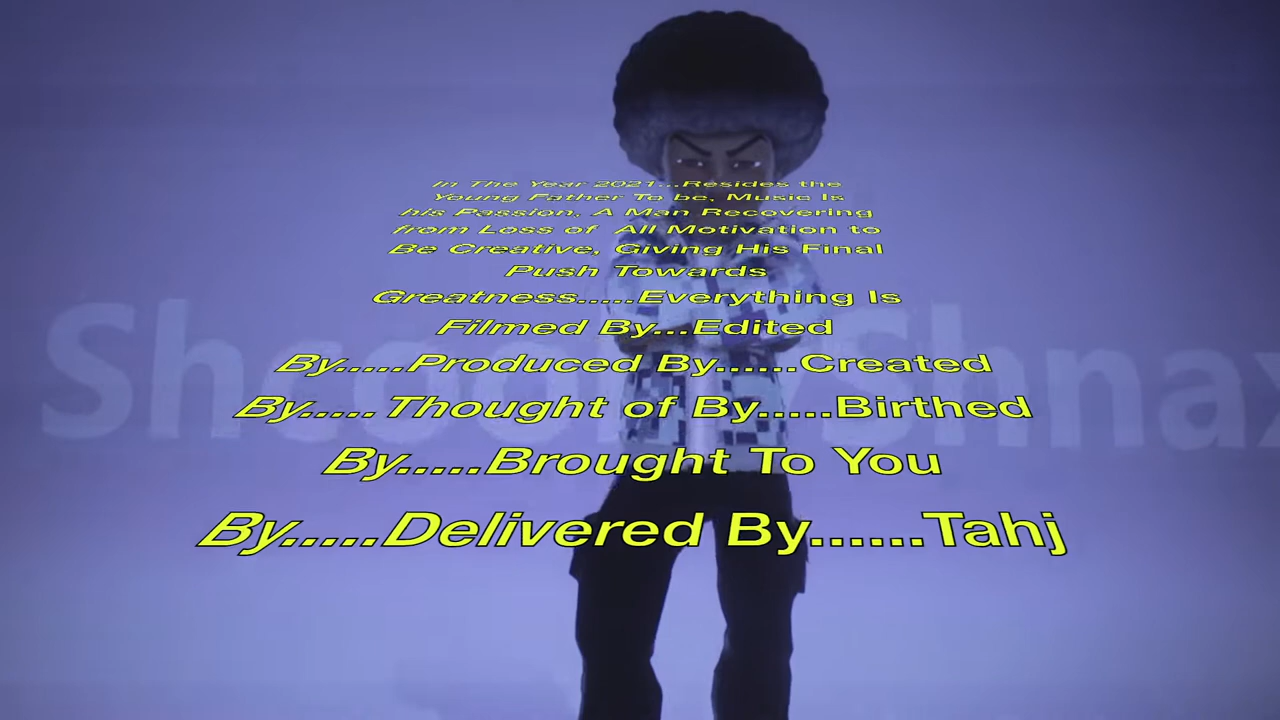 In The Year 2021...Resides the
Young Father To be, Music Is
his Passion, A Man Recovering
from Loss of  All Motivation to
Be Creative, Giving His Final
Push Towards
Greatness.....Everything Is
Filmed By...Edited
By.....Produced By......Created
By.....Thought of By.....Birthed
By.....Brought To You
By.....Delivered By......Tahj
Shnax